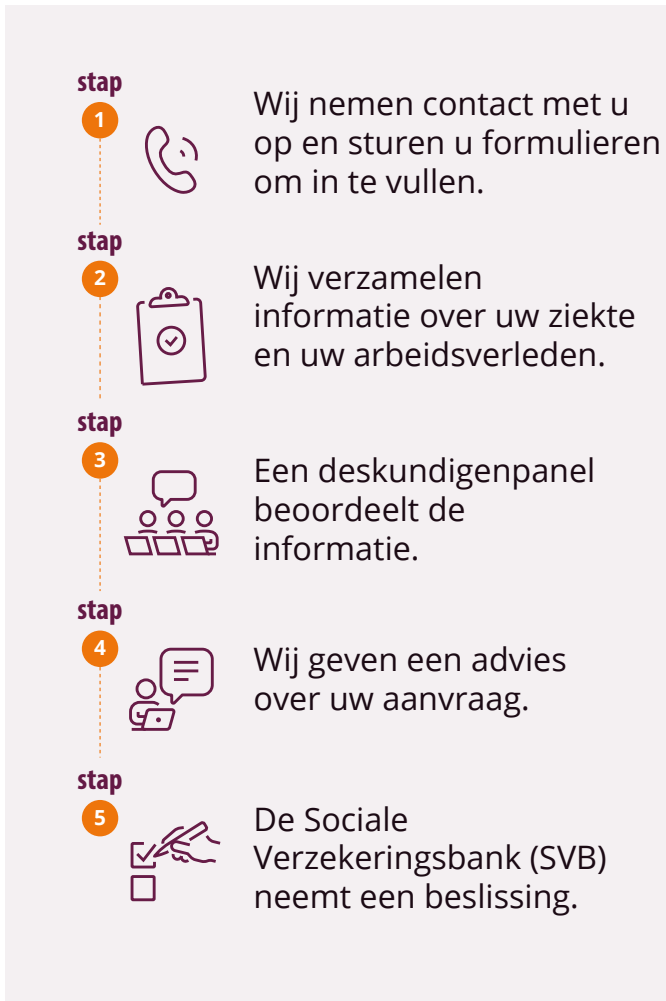 stap
1
Wij nemen contact met u
op en sturen u formulieren
om in te vullen.
stap
2
Wij verzamelen
informatie over uw ziekte
en uw arbeidsverleden.
stap
3
Een deskundigenpanel
beoordeelt de
informatie.
stap
4
Wij geven een advies
over uw aanvraag.
stap
5
De Sociale
Verzekeringsbank (SVB)
neemt een beslissing.